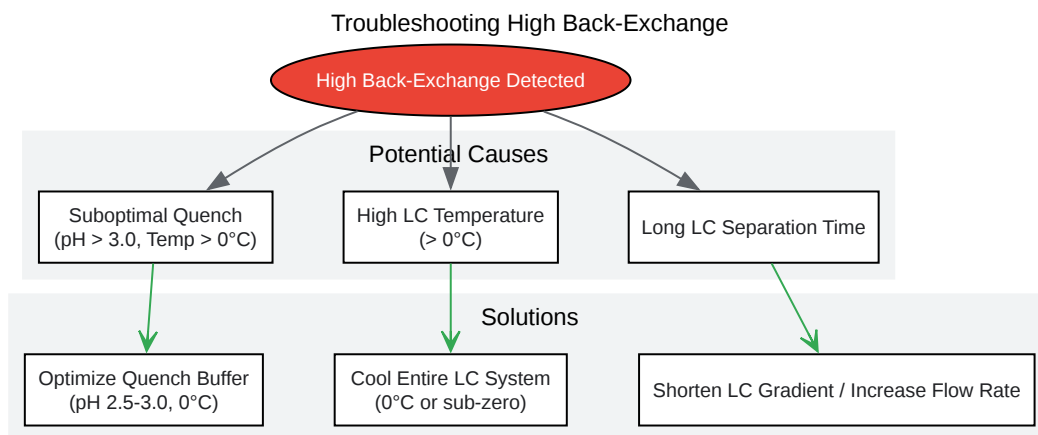 Troubleshooting High Back-Exchange
High Back-Exchange Detected
Potential Causes
Suboptimal Quench
(pH > 3.0, Temp > 0°C)
High LC Temperature
(> 0°C)
Long LC Separation Time
Solutions
Optimize Quench Buffer
(pH 2.5-3.0, 0°C)
Cool Entire LC System
(0°C or sub-zero)
Shorten LC Gradient / Increase Flow Rate